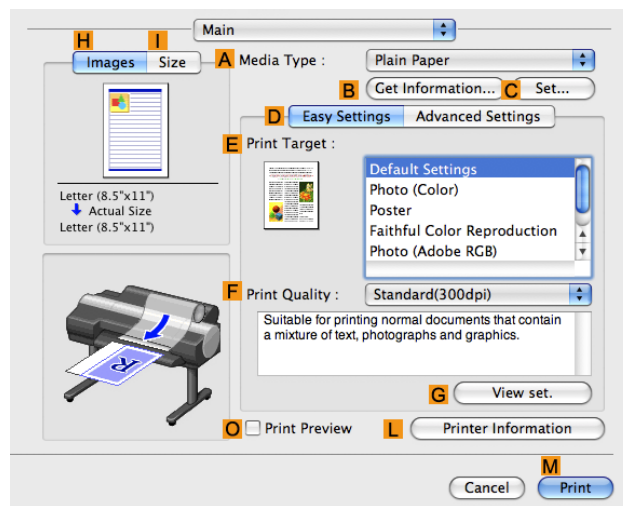 Main
H
I
Images
Size
A
Media Type :
Plain Paper
B
Get Information...
C
Set...
D
Easy Settings
Advanced Settings
E
Print Target :
Default Settings
Photo (Color)
Poster
Faithful Color Reproduction
Photo (Adobe RGB)
Letter (8.5"x11")
Actual Size
Letter (8.5"x11")
F
Print Quality :
Standard(300dpi)
Suitable for printing normal documents that contain
a mixture of text, photographs and graphics.
R
G
View set.
O
Print Preview
L
Printer Information
M
Cancel
Print